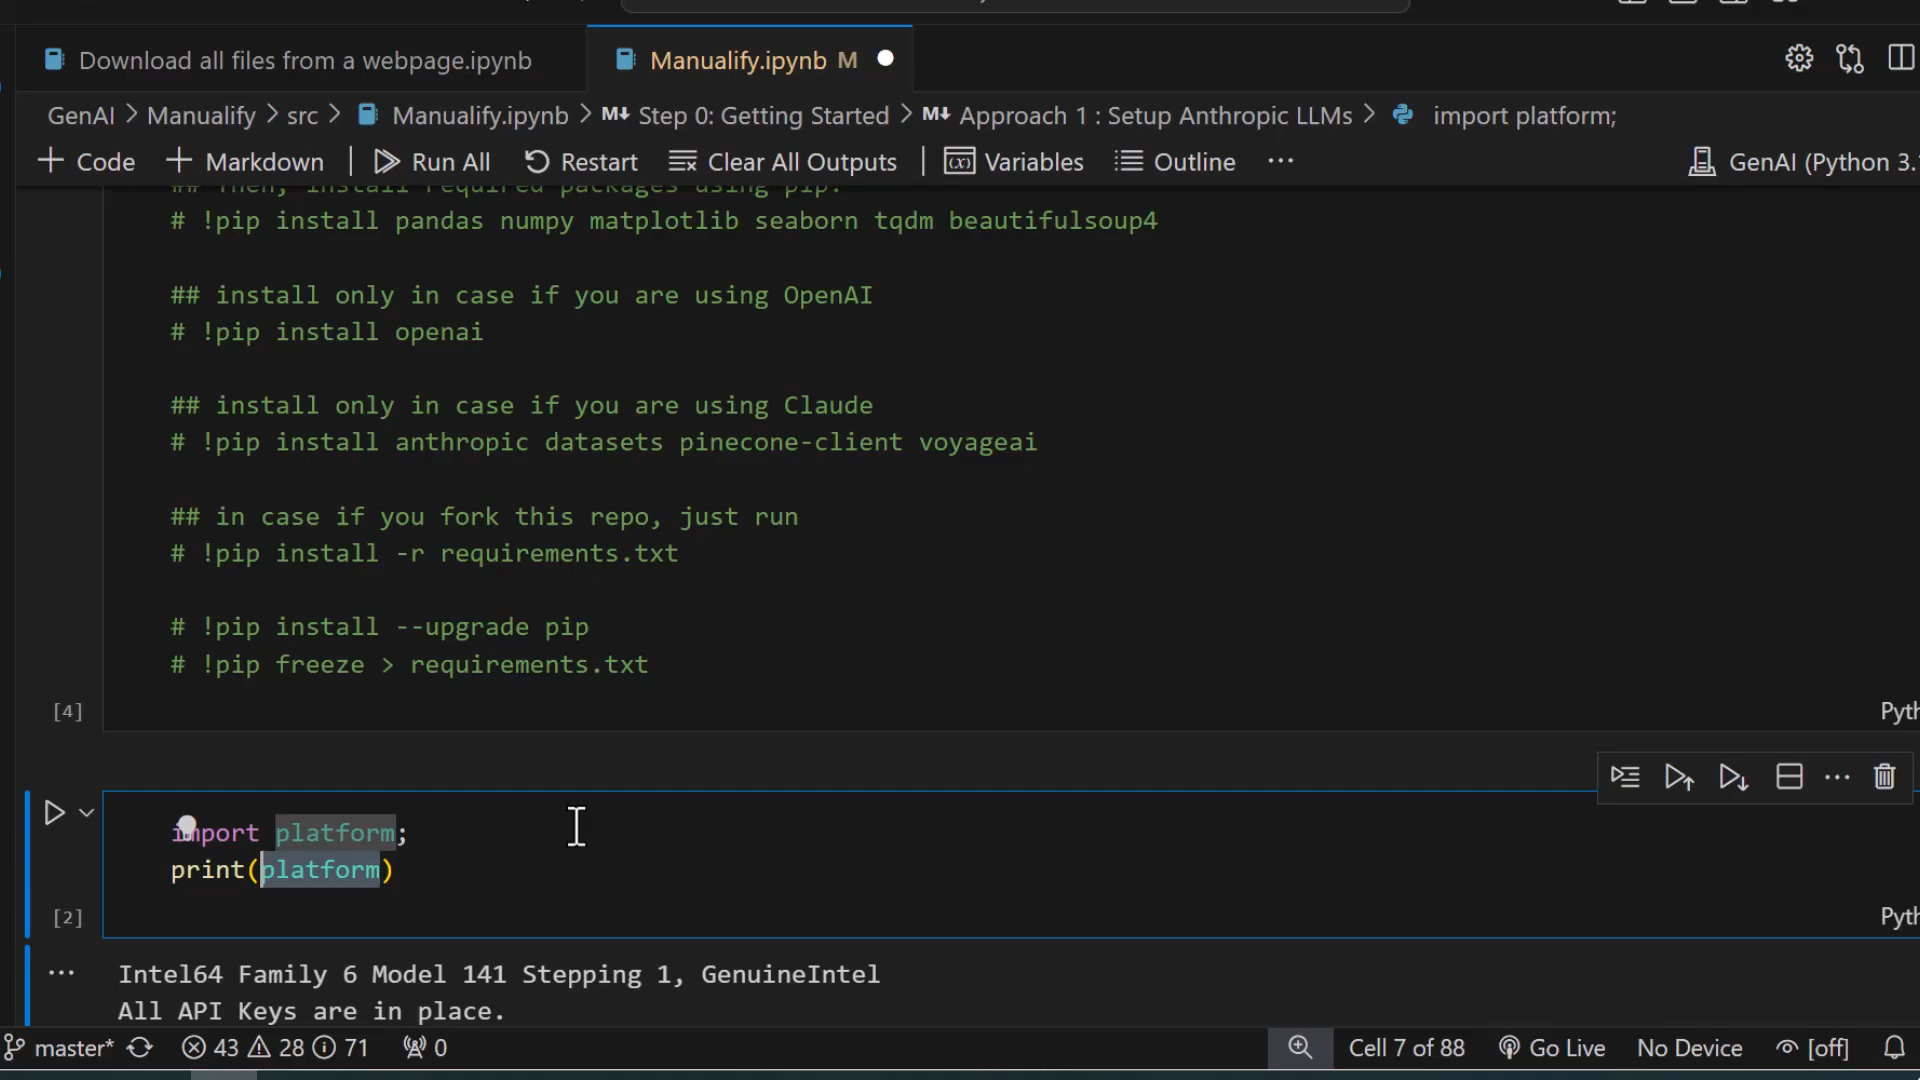 Download all files from a webpage.ipynb
Manualify.ipynb M
GenAI > Manualify > src > Manualify.ipynb > M↓ Step 0: Getting Started > M↓ Approach 1 : Setup Anthropic LLMs > import platform;
+ Code + Markdown | Run All Restart Clear All Outputs | Variables Outline ··· GenAI (Python 3.
## Then, install required packages using pip:
# !pip install pandas numpy matplotlib seaborn tqdm beautifulsoup4
## install only in case if you are using OpenAI
# !pip install openai
## install only in case if you are using Claude
# !pip install anthropic datasets pinecone-client voyageai
## in case if you fork this repo, just run
# !pip install -r requirements.txt
# !pip install --upgrade pip
# !pip freeze > requirements.txt
[4]
Pyth
import platform;
print(platform)
[2]
Pyth
··· Intel64 Family 6 Model 141 Stepping 1, GenuineIntel
All API Keys are in place.
master* 43 28 71 0 Cell 7 of 88 Go Live No Device [off]